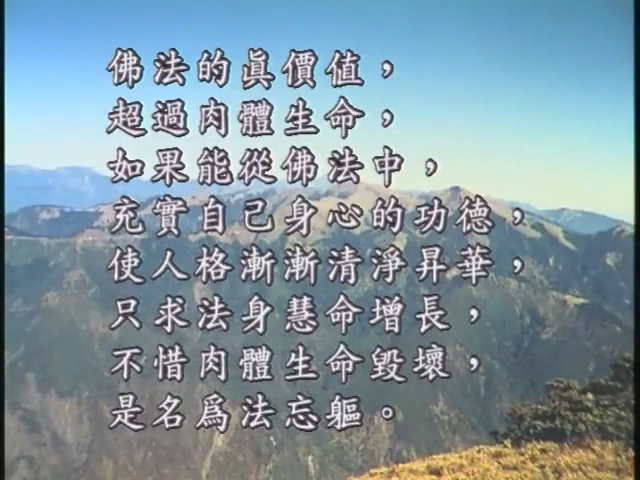 佛法的真價值，
超過肉體生命，
如果能從佛法中，
充實自己身心的功德，
使人格漸漸清淨昇華，
只求法身慧命增長，
不惜肉體生命毀壞，
是名爲法忘軀。